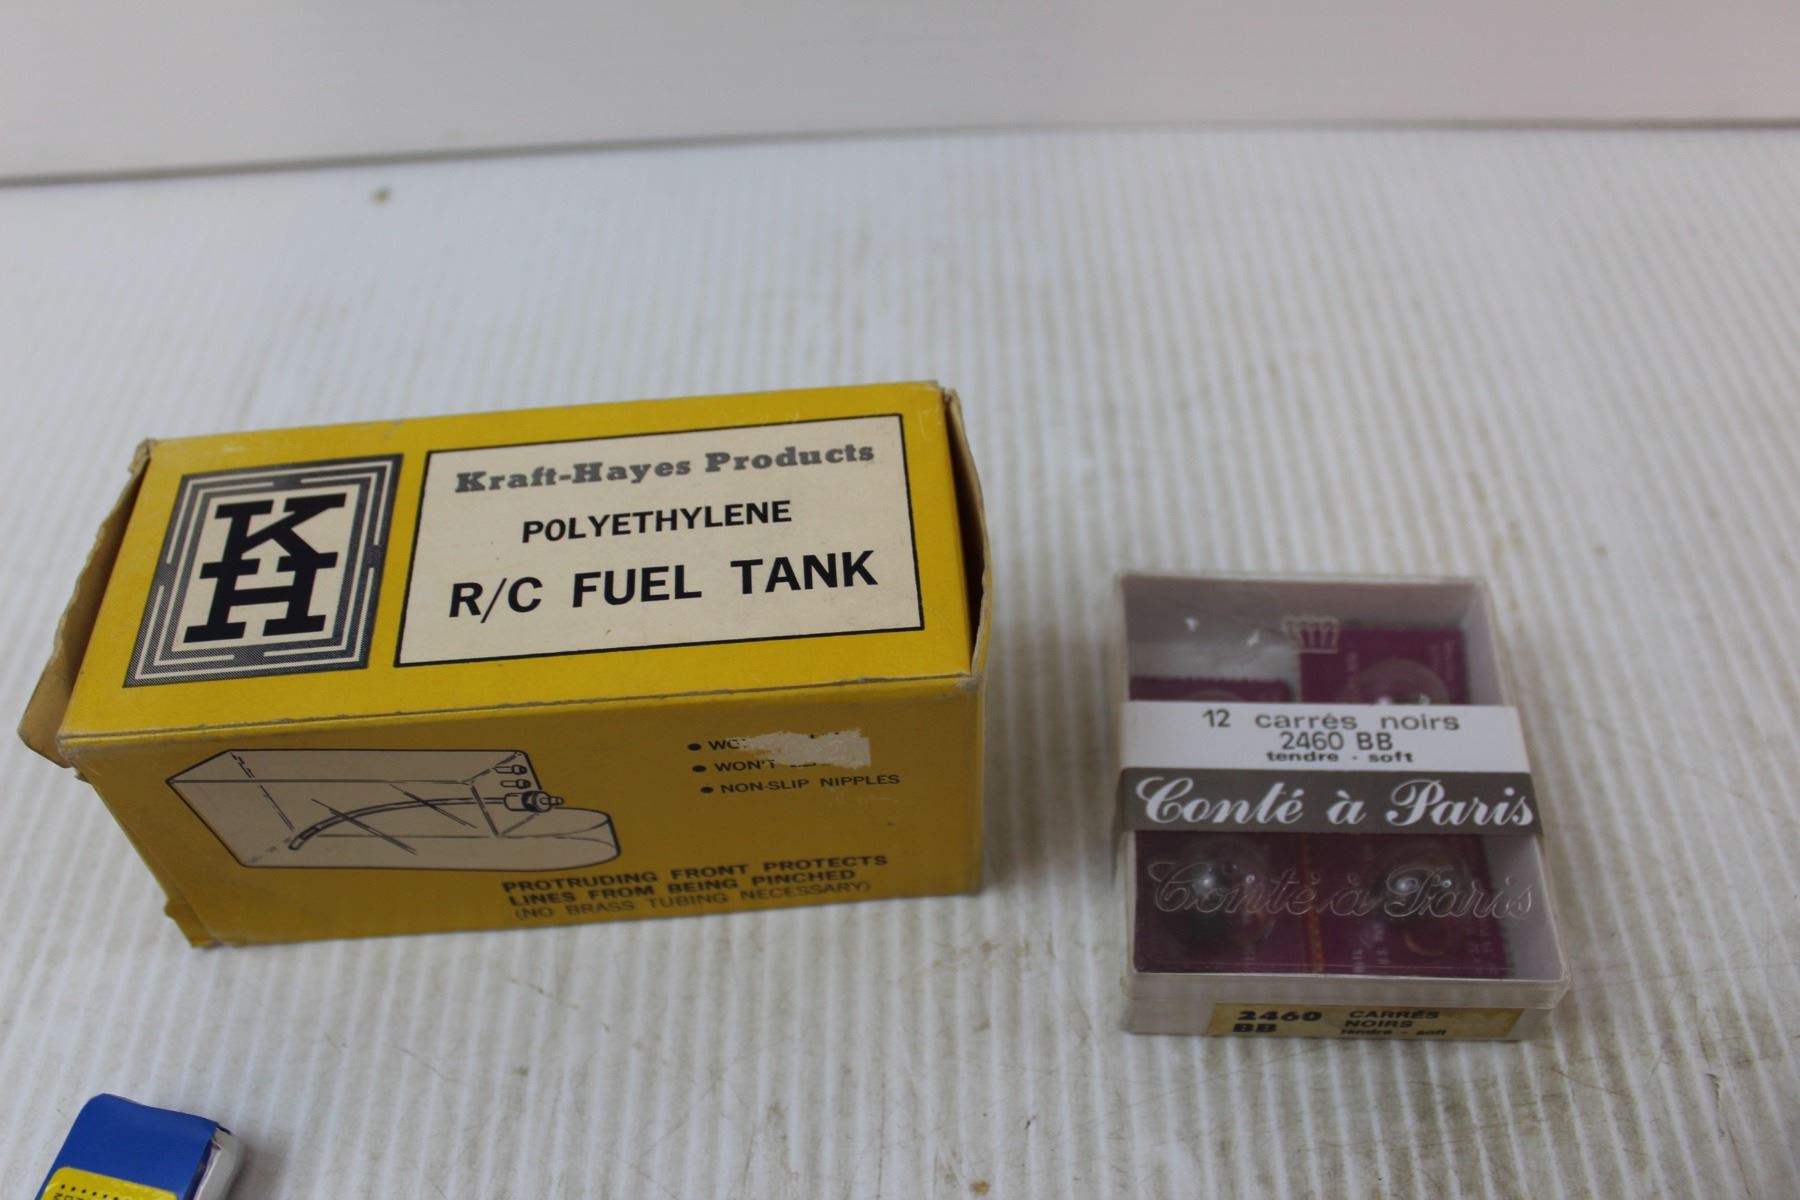 KH
Kraft-Hayes Products
POLYETHYLENE
R/C FUEL TANK
WON'T
NON-SLIP NIPPLES
PROTRUDING FRONT PROTECTS
LINES FROM BEING PINCHED
(NO BRASS TUBING NECESSARY)
12 carrés noirs
2460 BB
tendre - soft
Conté à Paris
Conté à Paris
2460 CARRÉS
BB NOIRS
tendre - soft